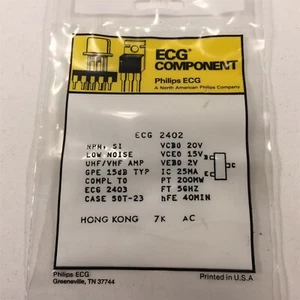 ECG®
COMPONENT
Philips ECG
A North American Philips Company
ECG 2402
NPN, SI VCBO 20V
LOW NOISE VCEO 15V
UHF/VHF AMP VEBO 2V
GPE 15dB TYP IC 25MA
COMPL TO PT 200MW
ECG 2403 FT 5GHZ
CASE SOT-23 hFE 40MIN
B C E
HONG KONG 7K AC
Philips ECG
Greensville, TN 37744
Printed in U.S.A